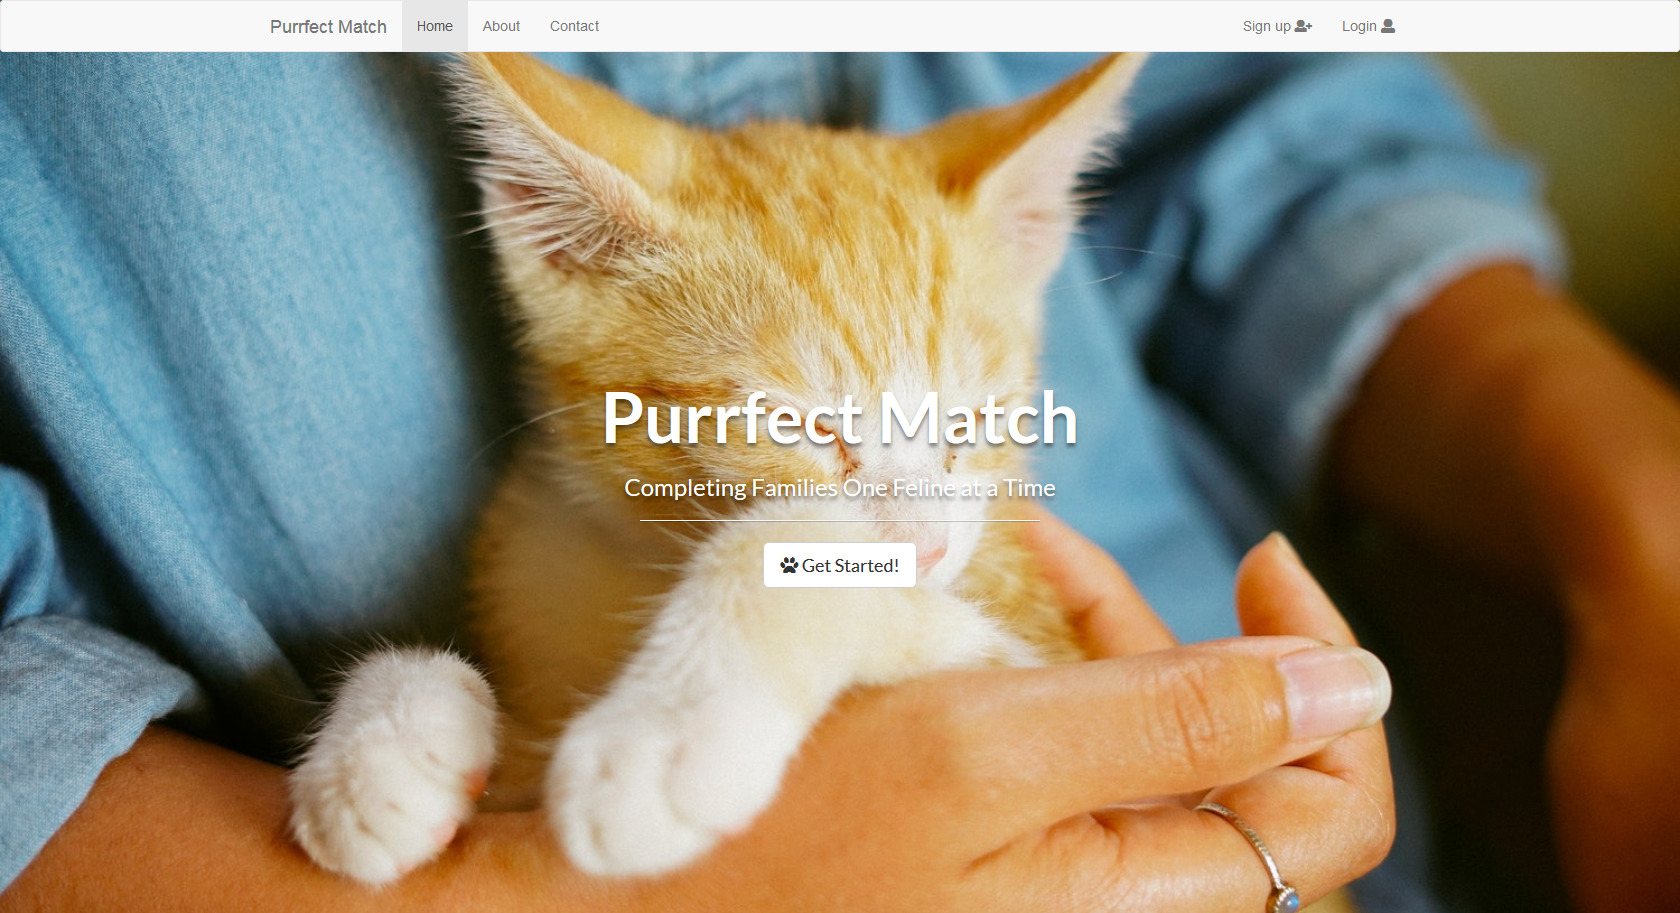 Purrfect Match Home About Contact Sign up Login
Purrfect Match
Completing Families One Feline at a Time
Get Started!